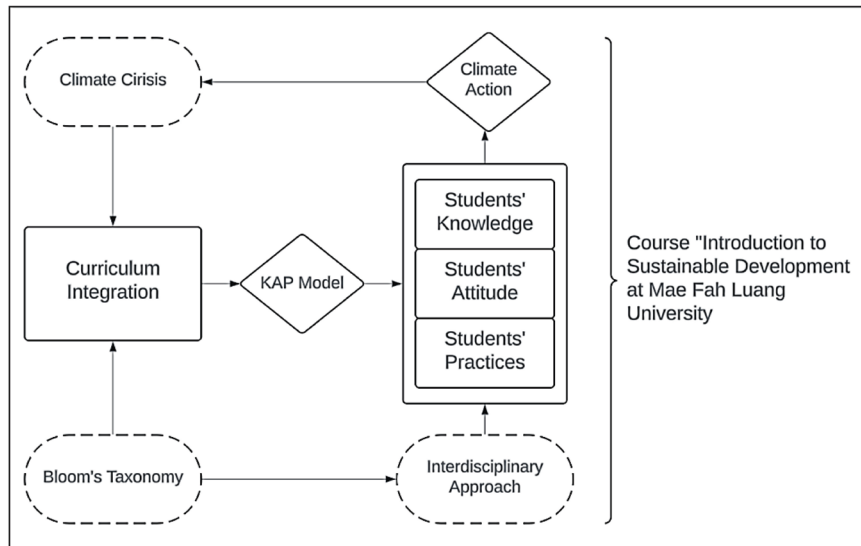 Climate Cirisis
Climate
Action
Students'
Knowledge
Curriculum
Integration
KAP Model
Students'
Attitude
Students'
Practices
Course "Introduction to
Sustainable Development
at Mae Fah Luang
University
Bloom's Taxonomy
Interdisciplinary
Approach